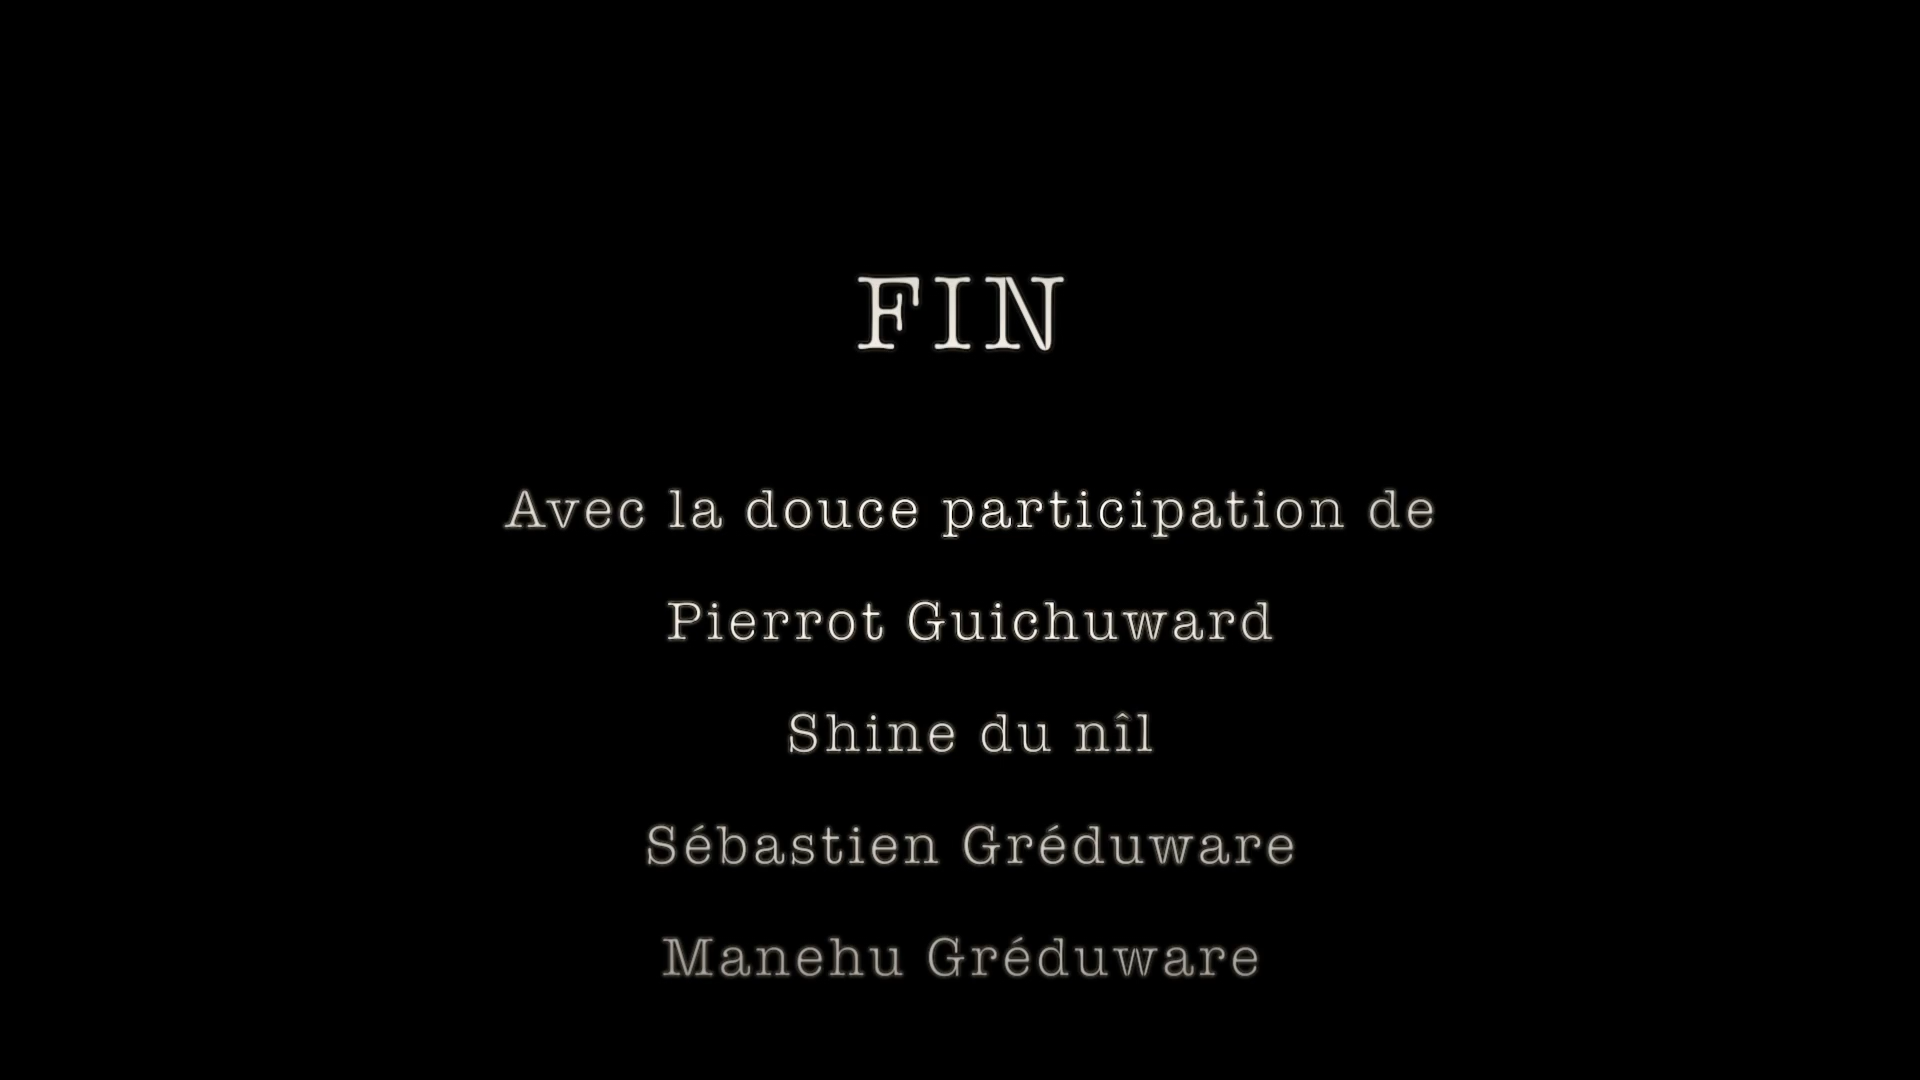 FIN
Avec la douce participation de
Pierrot Guichuward
Shine du nîl
Sébastien Gréduware
Manehu Gréduware